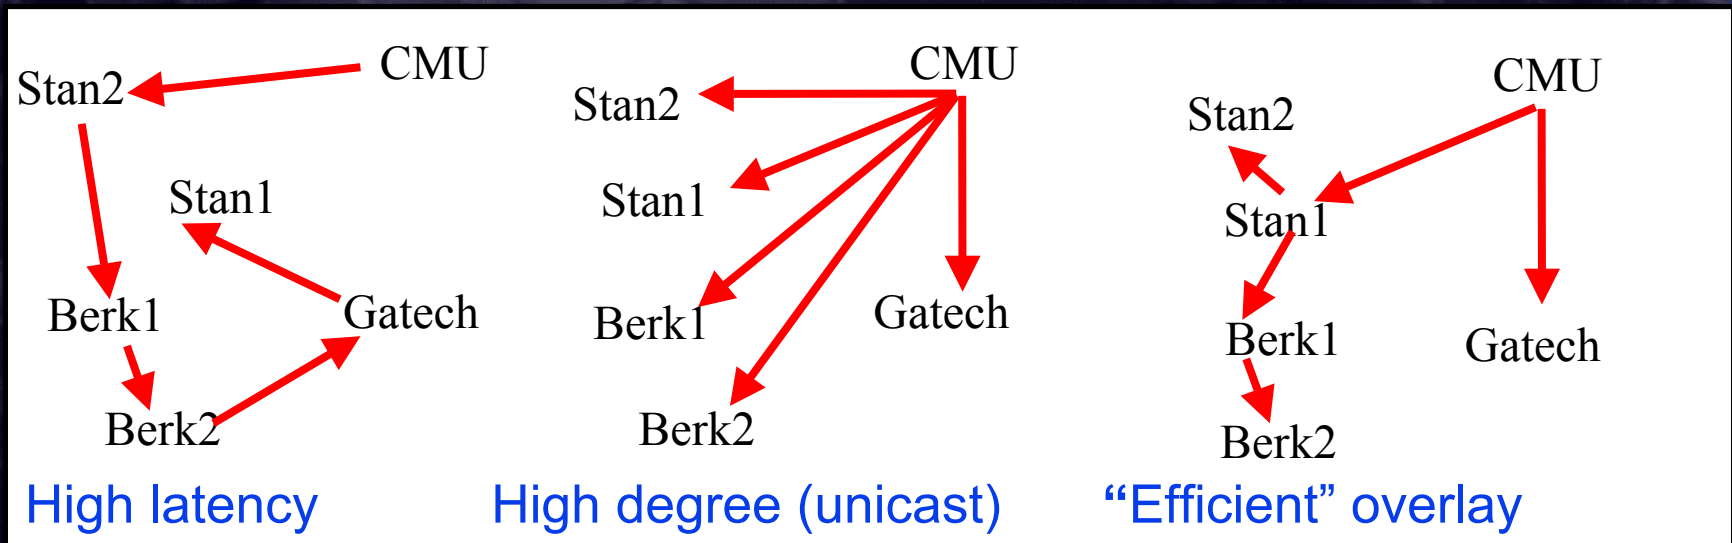 CMU
Stan2
Stan1
Berk1
Gatech
Berk2
High latency
CMU
Stan2
Stan1
Berk1
Gatech
Berk2
High degree (unicast)
CMU
Stan2
Stan1
Berk1
Gatech
Berk2
“Efficient” overlay